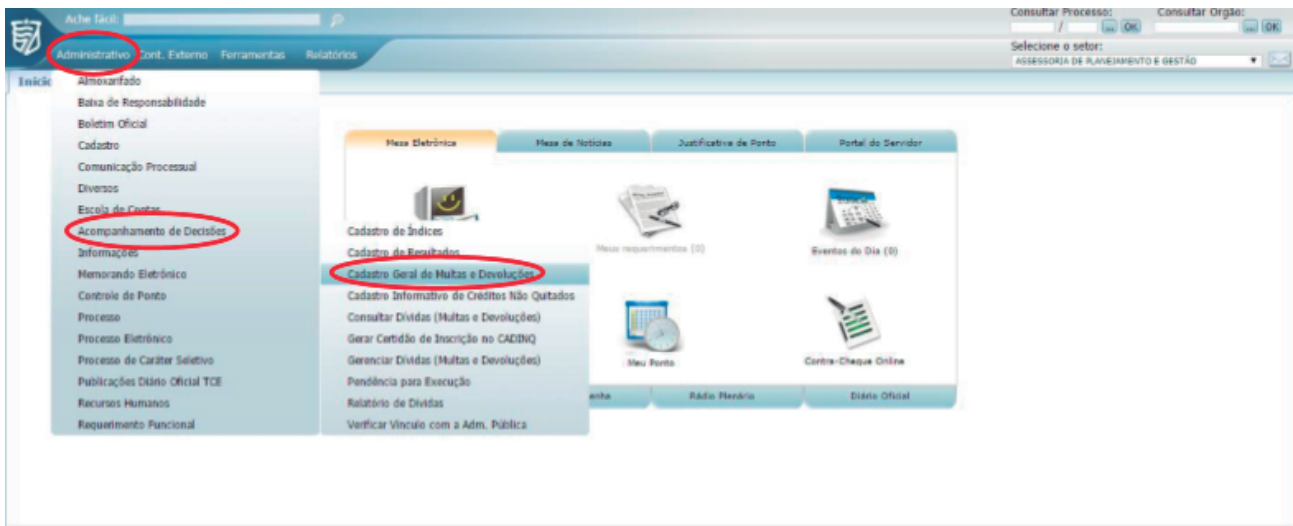 Ache fácil:
Consultar Processo:
Consultar Orgão:
/ ... OK
... OK
Administrativo Cont. Externo Ferramentas Relatórios
Selecione o setor:
ASSESSORIA DE PLANEJAMENTO E GESTÃO
Início
Almoxarifado
Baixa de Responsabilidade
Boletim Oficial
Cadastro
Comunicação Processual
Diversos
Escola de Contas
Acompanhamento de Decisões
Informações
Memorando Eletrônico
Controle de Ponto
Processo
Processo Eletrônico
Processo de Caráter Seletivo
Publicações Diário Oficial TCE
Recursos Humanos
Requerimento Funcional
Cadastro de Índices
Cadastro de Resultados
Cadastro Geral de Multas e Devoluções
Cadastro Informativo de Créditos Não Quitados
Consultar Dívidas (Multas e Devoluções)
Gerar Certidão de Inscrição no CADINQ
Gerenciar Dívidas (Multas e Devoluções)
Pendência para Execução
Relatório de Dívidas
Verificar Vínculo com a Adm. Pública
Mesa Eletrônica
Mesa de Notícias
Justificativa de Ponto
Portal do Servidor
Meus requerimentos (0)
Eventos do Dia (0)
Meu Ponto
Contra-Cheque Online
Rádio Plenário
Diário Oficial